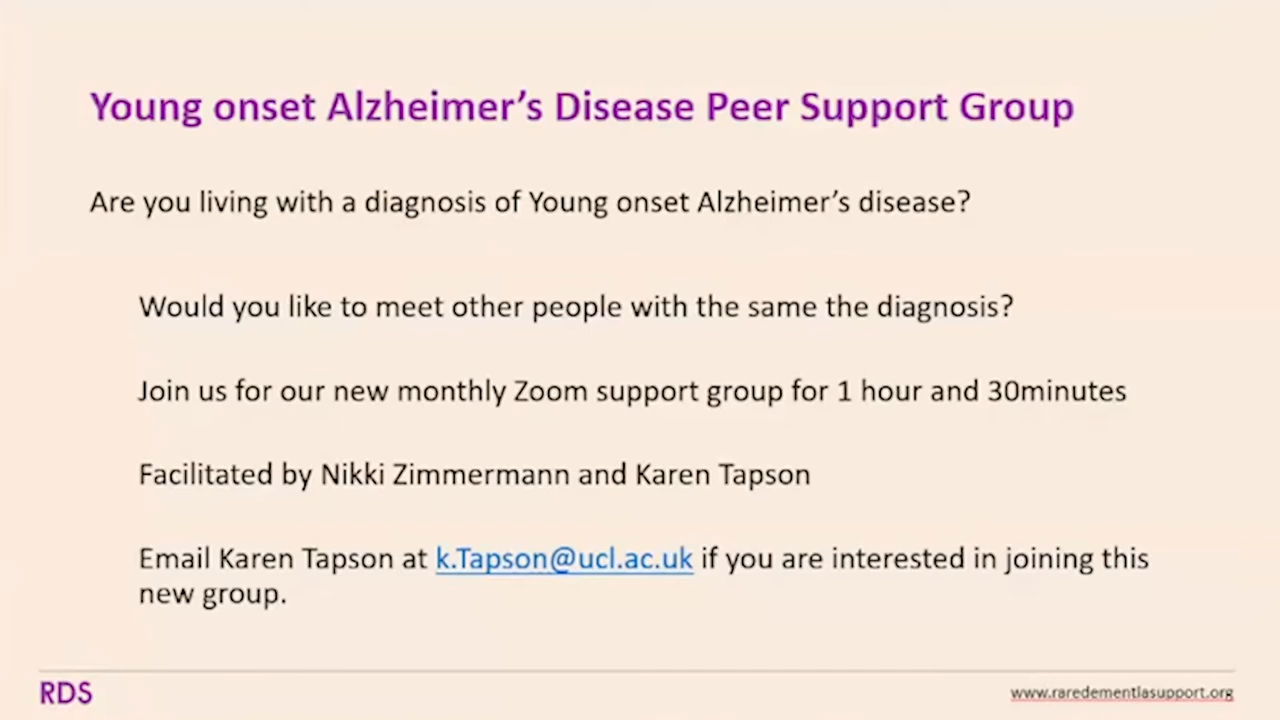 Young onset Alzheimer's Disease Peer Support Group
Are you living with a diagnosis of Young onset Alzheimer's disease?
Would you like to meet other people with the same the diagnosis?
Join us for our new monthly Zoom support group for 1 hour and 30minutes
Facilitated by Nikki Zimmermann and Karen Tapson
Email Karen Tapson at k.Tapson@ucl.ac.uk if you are interested in joining this
new group.
RDS
www.raredementiasupport.org